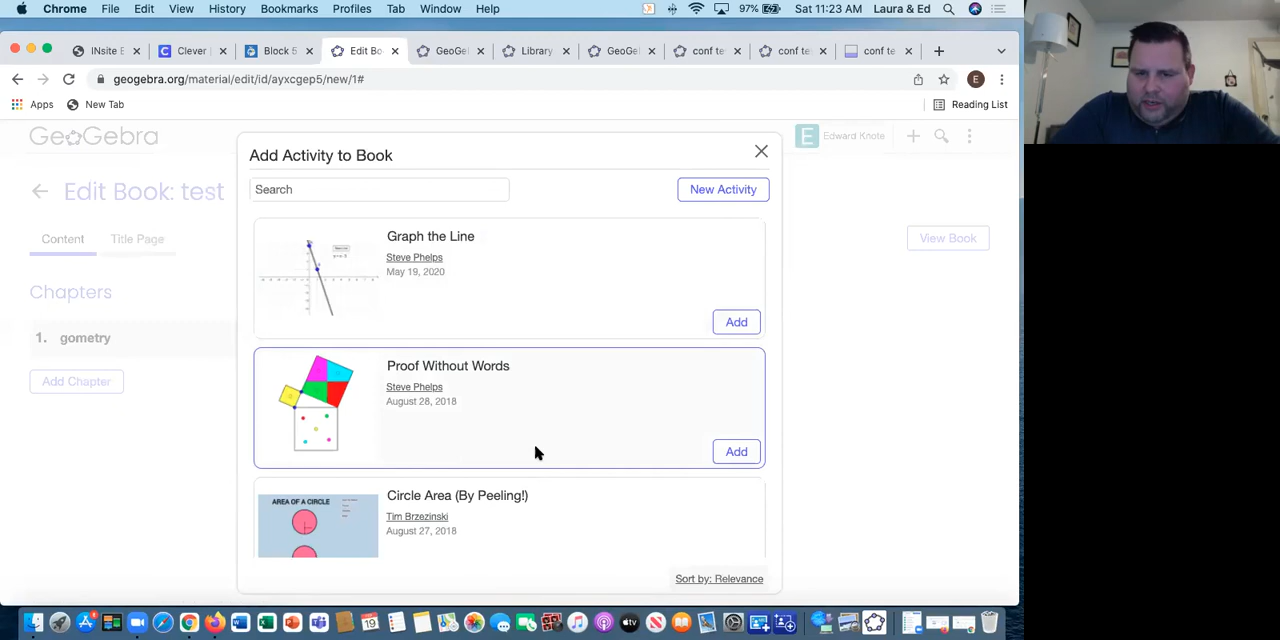 Chrome File Edit View History Bookmarks Profiles Tab Window Help 97% Sat 11:23 AM Laura & Ed
INsite E Clever Block 5 Edit Bo GeoGel Library GeoGel conf te conf te conf te
geogebra.org/material/edit/id/ayxcgep5/new/1# E
Apps New Tab Reading List
GeoGebra E Edward Knote
Add Activity to Book
Edit Book: test
Search New Activity
Content Title Page View Book
Graph the Line
Steve Phelps
May 19, 2020
Add
Chapters
1. gometry
Add Chapter
Proof Without Words
Steve Phelps
August 28, 2018
Add
AREA OF A CIRCLE
Circle Area (By Peeling!)
Tim Brzezinski
August 27, 2018
Sort by: Relevance